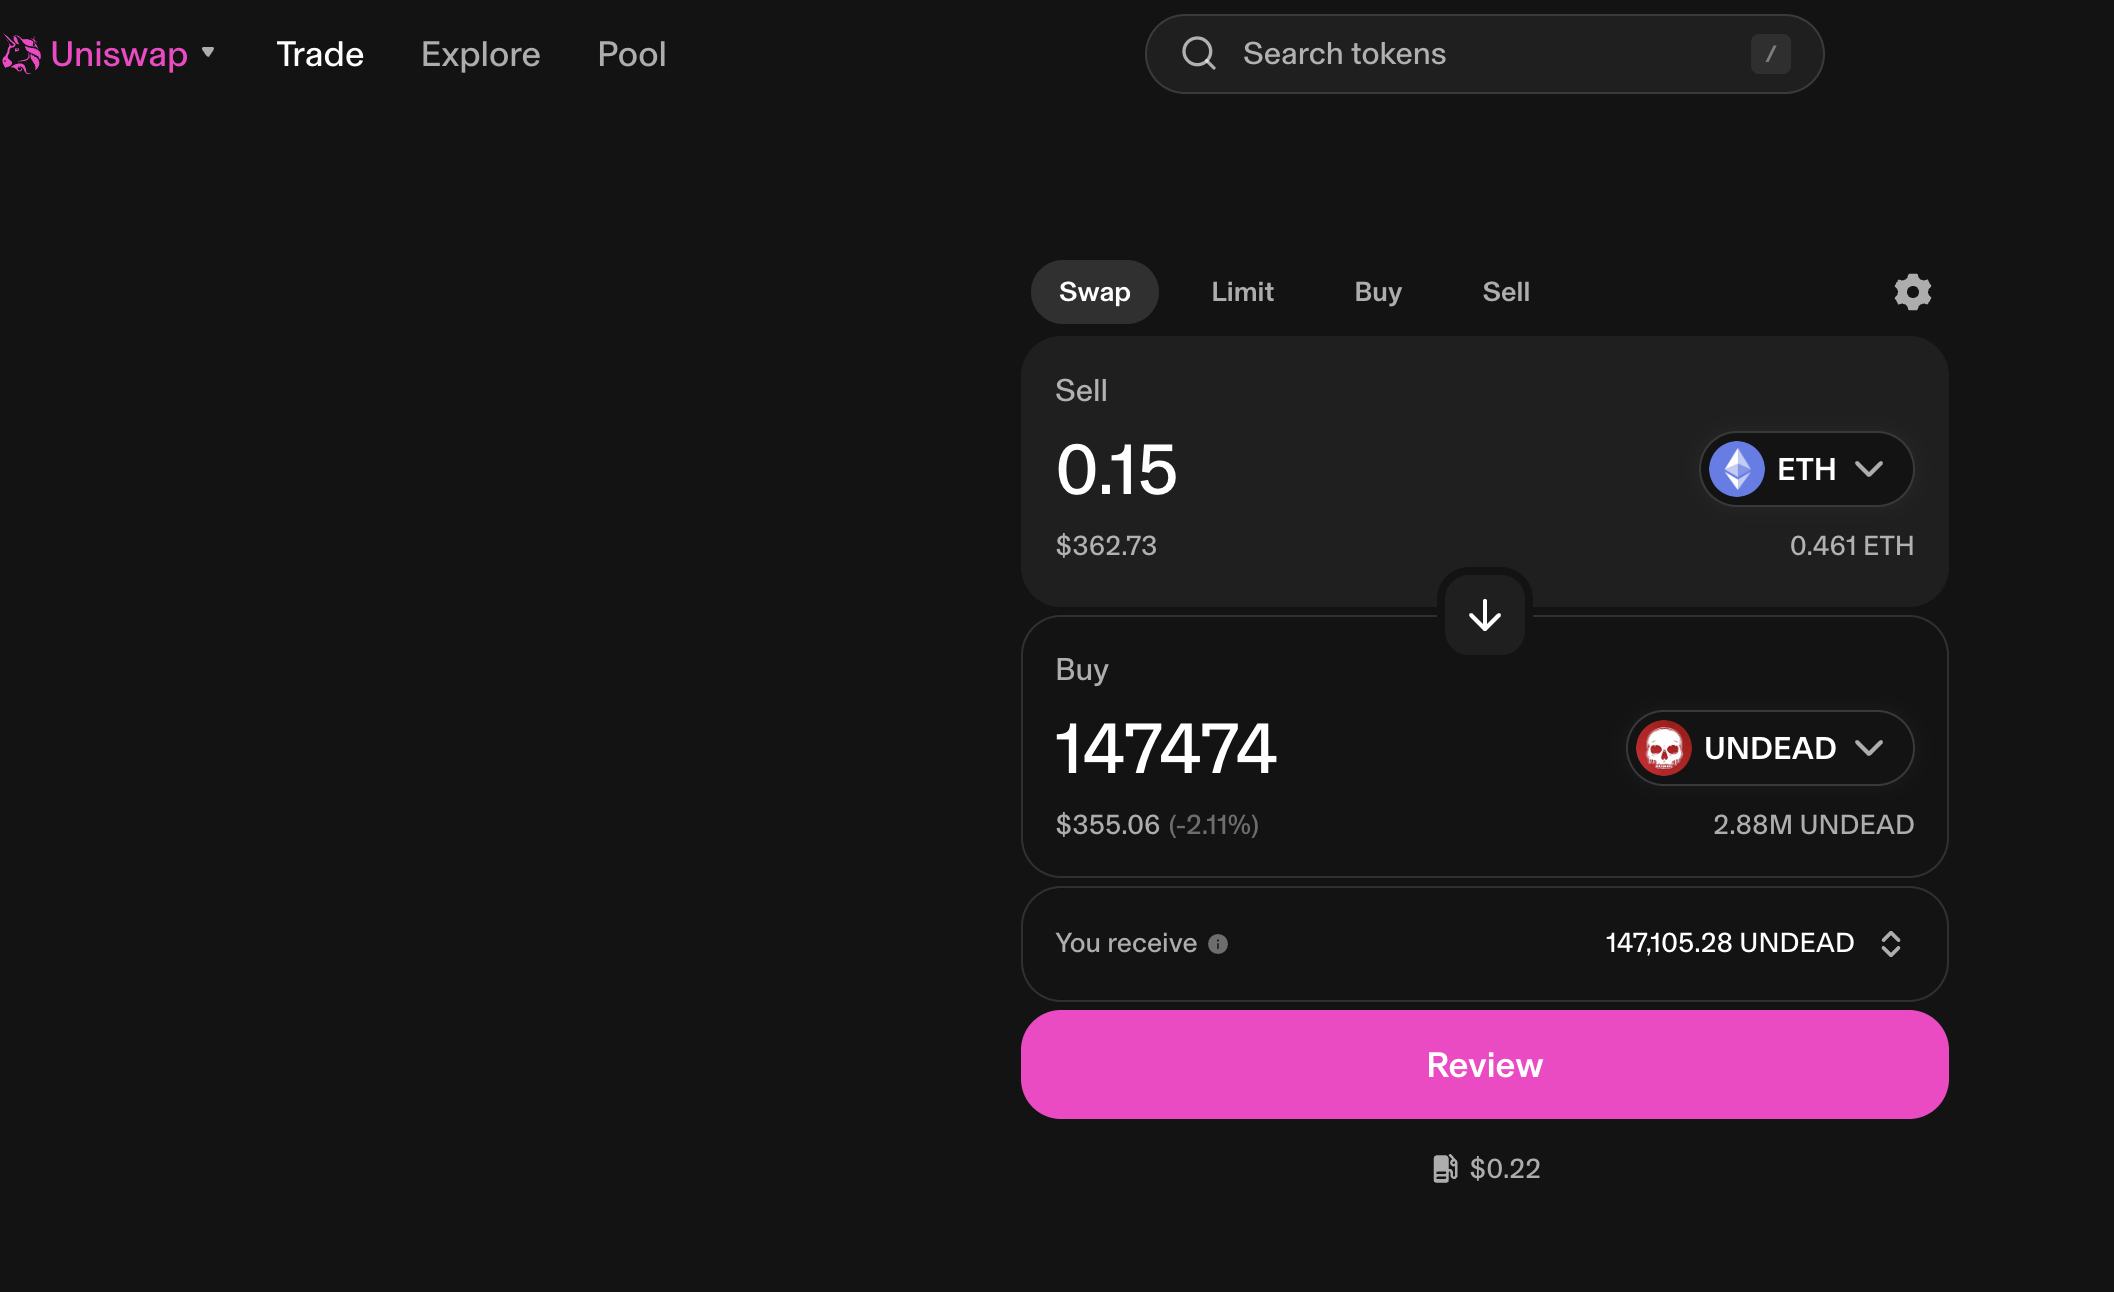 Uniswap Trade Explore Pool
Search tokens /
Swap Limit Buy Sell
Sell
0.15 ETH
$362.73 0.461 ETH
Buy
147474 UNDEAD
$355.06 (-2.11%) 2.88M UNDEAD
You receive 147,105.28 UNDEAD
Review
$0.22